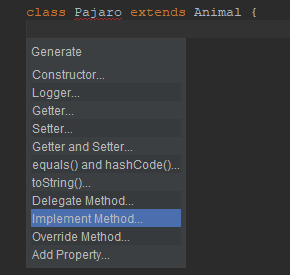 class Pajaro extends Animal {
Generate
Constructor...
Logger...
Getter...
Setter...
Getter and Setter...
equals() and hashCode()...
toString()...
Delegate Method...
Implement Method...
Override Method...
Add Property...